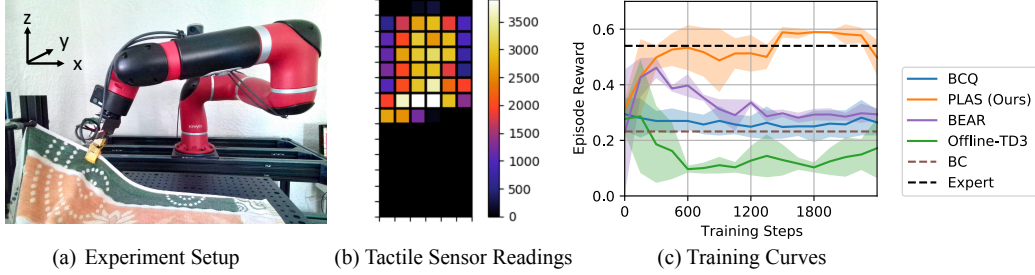 z
y
x
3500
3000
2500
2000
1500
1000
500
0
Episode Reward
0.6
0.4
0.2
0.0
0 600 1200 1800
Training Steps
BCQ
PLAS (Ours)
BEAR
Offline-TD3
BC
Expert
(a) Experiment Setup
(b) Tactile Sensor Readings
(c) Training Curves